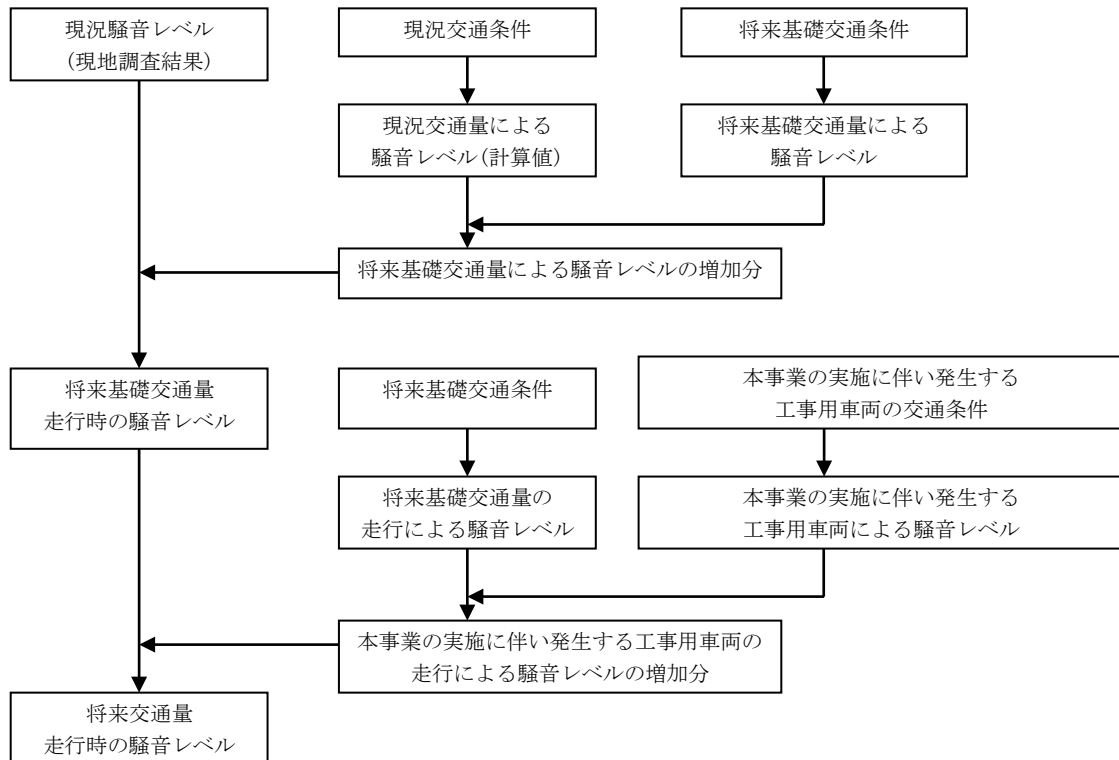 現況騒音レベル
(現地調査結果)
現況交通条件
将来基礎交通条件
現況交通量による
騒音レベル(計算値)
将来基礎交通量による
騒音レベル
将来基礎交通量による騒音レベルの増加分
将来基礎交通量
走行時の騒音レベル
将来基礎交通条件
本事業の実施に伴い発生する
工事用車両の交通条件
将来基礎交通量の
走行による騒音レベル
本事業の実施に伴い発生する
工事用車両による騒音レベル
本事業の実施に伴い発生する工事用車両の
走行による騒音レベルの増加分
将来交通量
走行時の騒音レベル